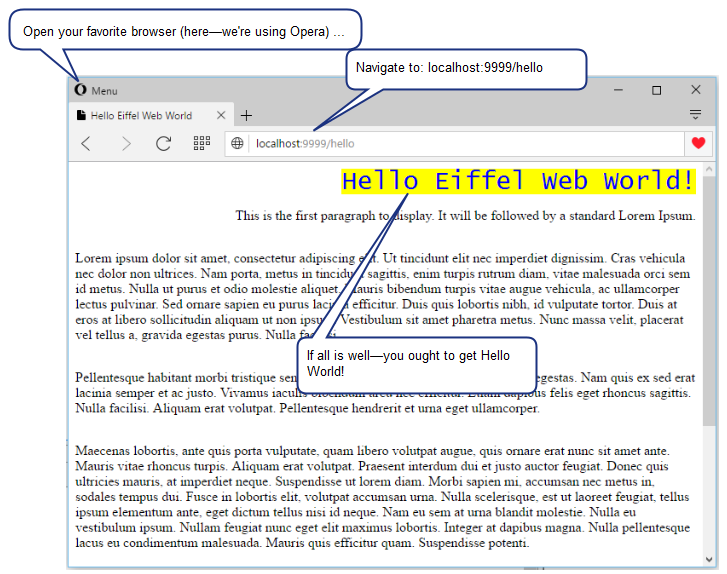 Open your favorite browser (here—we're using Opera) ...
Navigate to: localhost:9999/hello
Menu
Hello Eiffel Web World
localhost:9999/hello
Hello Eiffel Web World!
This is the first paragraph to display. It will be followed by a standard Lorem Ipsum.
Lorem ipsum dolor sit amet, consectetur adipiscing elit. Ut tincidunt elit nec imperdiet dignissim. Cras vehicula
nec dolor non ultrices. Nam porta, metus in tincidunt sagittis, enim turpis rutrum diam, vitae malesuada orci sem
id metus. Nulla ut purus et odio molestie aliquet. Mauris bibendum turpis vitae augue vehicula, ac ullamcorper
lectus pulvinar. Sed ornare sapien eu purus lacinia efficitur. Duis quis lobortis nibh, id vulputate tortor. Duis at
eros at libero sollicitudin aliquam ut non ipsum. Vestibulum sit amet pharetra metus. Nunc massa velit, placerat
vel tellus a, gravida egestas purus. Nulla
If all is well—you ought to get Hello
World!
Pellentesque habitant morbi tristique egestas. Nam quis ex sed erat
lacinia semper et ac justo. Vivamus iaculis bibendum arcu nec efficitur. Etiam dapibus felis eget rhoncus sagittis.
Nulla facilisi. Aliquam erat volutpat. Pellentesque hendrerit et urna eget ullamcorper.
Maecenas lobortis, ante quis porta vulputate, quam libero volutpat augue, quis ornare erat nunc sit amet ante.
Mauris vitae rhoncus turpis. Aliquam erat volutpat. Praesent interdum dui et justo auctor feugiat. Donec quis
ultricies mauris, at imperdiet neque. Suspendisse ut lorem diam. Morbi sapien mi, accumsan nec metus in,
sodales tempus dui. Fusce in lobortis elit, volutpat accumsan urna. Nulla scelerisque, est ut laoreet feugiat, tellus
ipsum elementum ante, eget dictum tellus nisi id neque. Nam eu sem at urna blandit molestie. Nulla eu
vestibulum ipsum. Nullam feugiat nunc eget elit maximus lobortis. Integer at dapibus magna. Nulla pellentesque
lacus eu condimentum malesuada. Mauris quis efficitur quam. Suspendisse potenti.